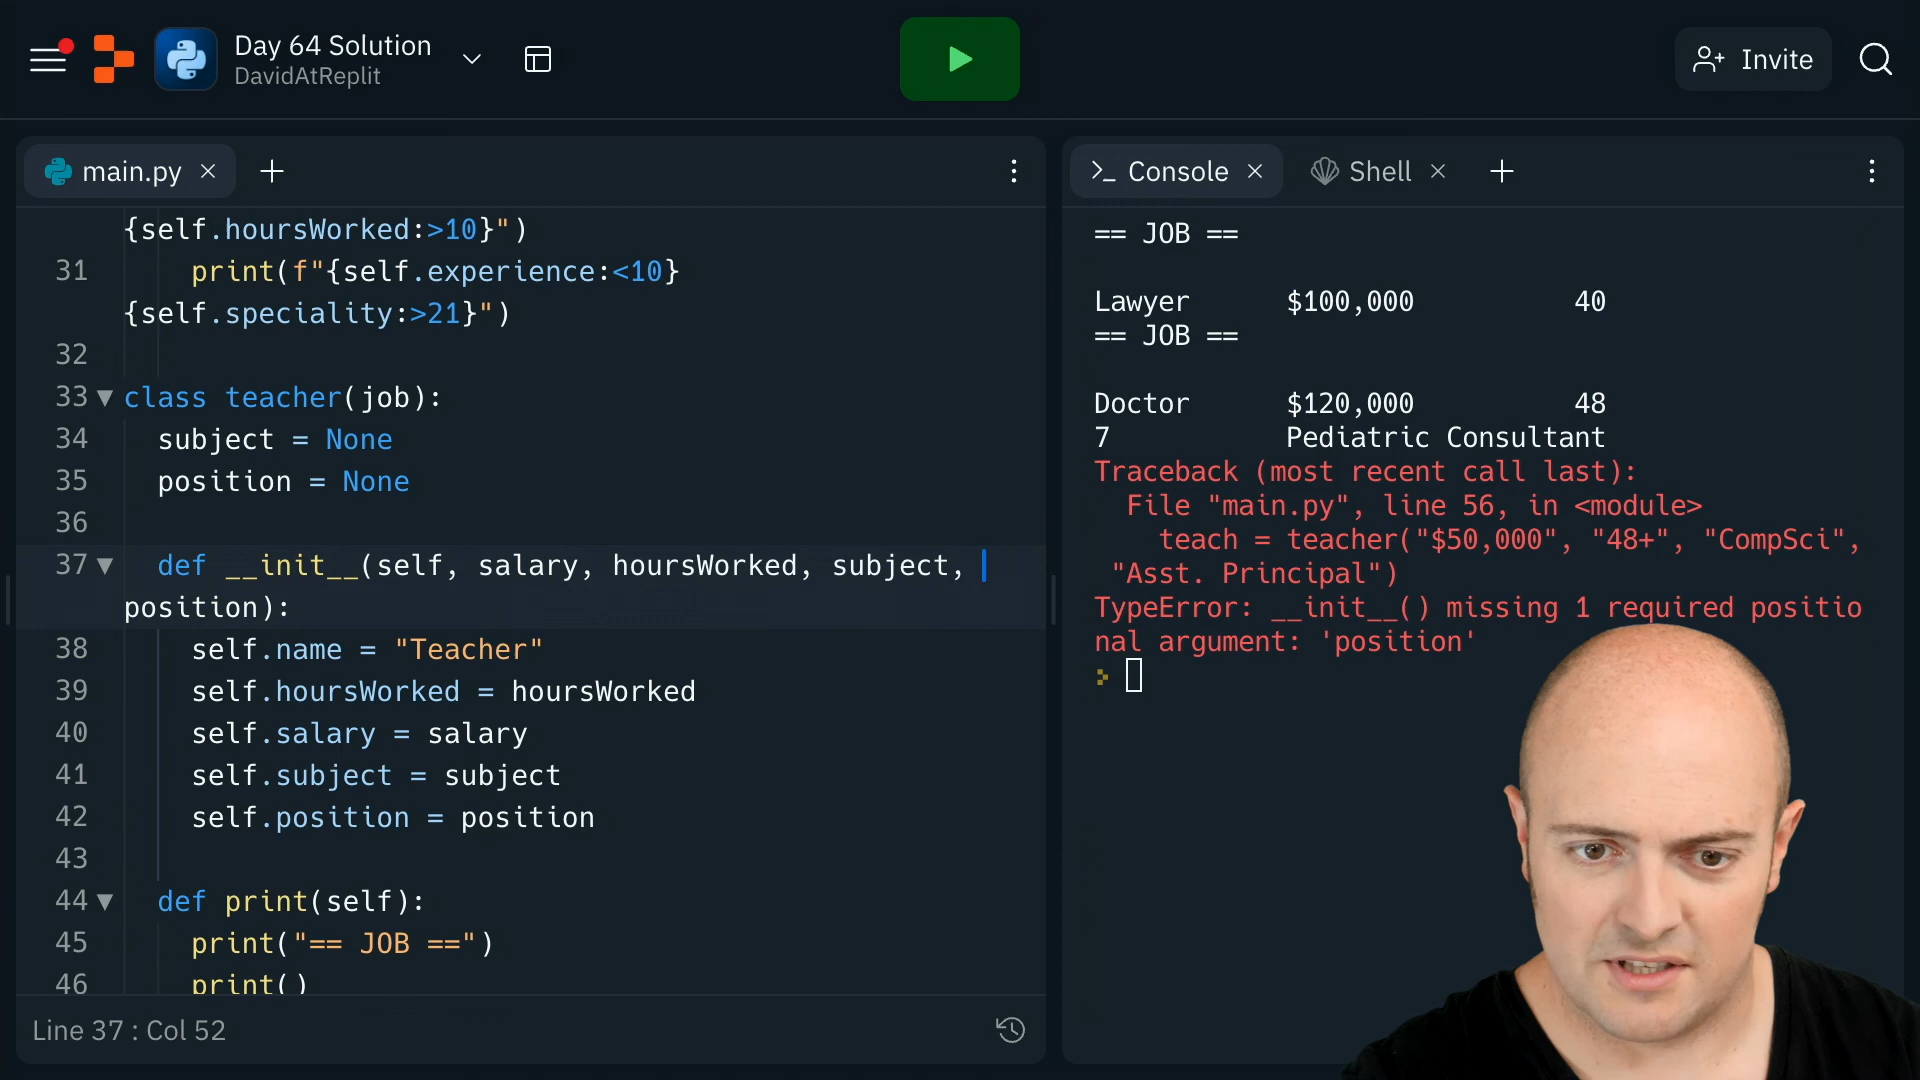 Day 64 Solution
DavidAtReplit
Invite
main.py
Console
Shell
{self.hoursWorked:>10}")
31 print(f"{self.experience:<10}
{self.speciality:>21}")
32
33 class teacher(job):
34 subject = None
35 position = None
36
37 def __init__(self, salary, hoursWorked, subject,
position):
38 self.name = "Teacher"
39 self.hoursWorked = hoursWorked
40 self.salary = salary
41 self.subject = subject
42 self.position = position
43
44 def print(self):
45 print("== JOB ==")
46 print()
Line 37 : Col 52
== JOB ==
Lawyer $100,000 40
== JOB ==
Doctor $120,000 48
7 Pediatric Consultant
Traceback (most recent call last):
File "main.py", line 56, in <module>
teach = teacher("$50,000", "48+", "CompSci",
"Asst. Principal")
TypeError: __init__() missing 1 required positio
nal argument: 'position'